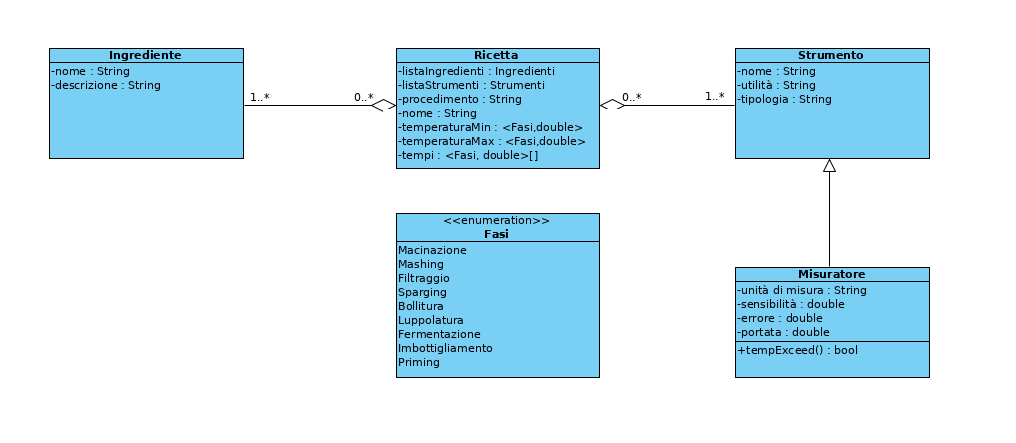 Ingrediente
-nome : String
-descrizione : String
1..*
0..*
Ricetta
-listaIngredienti : Ingredienti
-listaStrumenti : Strumenti
-procedimento : String
-nome : String
-temperaturaMin : <Fasi,double>
-temperaturaMax : <Fasi,double>
-tempi : <Fasi, double>[]
0..*
1..*
Strumento
-nome : String
-utilità : String
-tipologia : String
<<enumeration>>
Fasi
Macinazione
Mashing
Filtraggio
Sparging
Bollitura
Luppolatura
Fermentazione
Imbottigliamento
Priming
Misuratore
-unità di misura : String
-sensibilità : double
-errore : double
-portata : double
+tempExceed() : bool